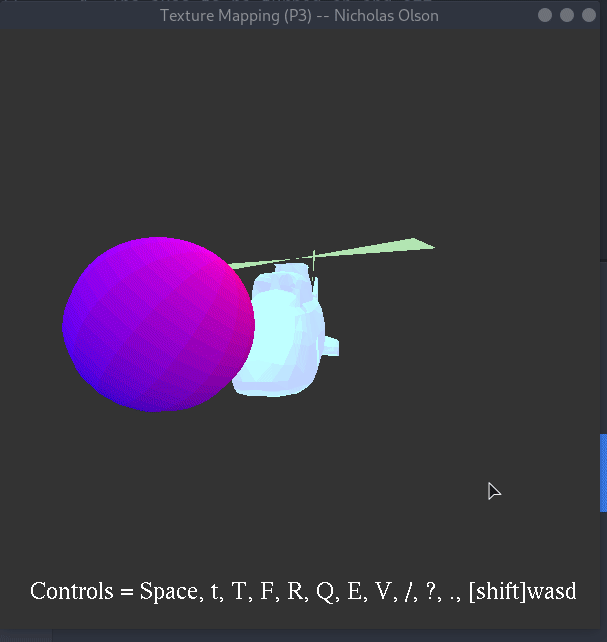 Texture Mapping (P3) -- Nicholas Olson
Controls = Space, t, T, F, R, Q, E, V, /, ?, ., [shift]wasd